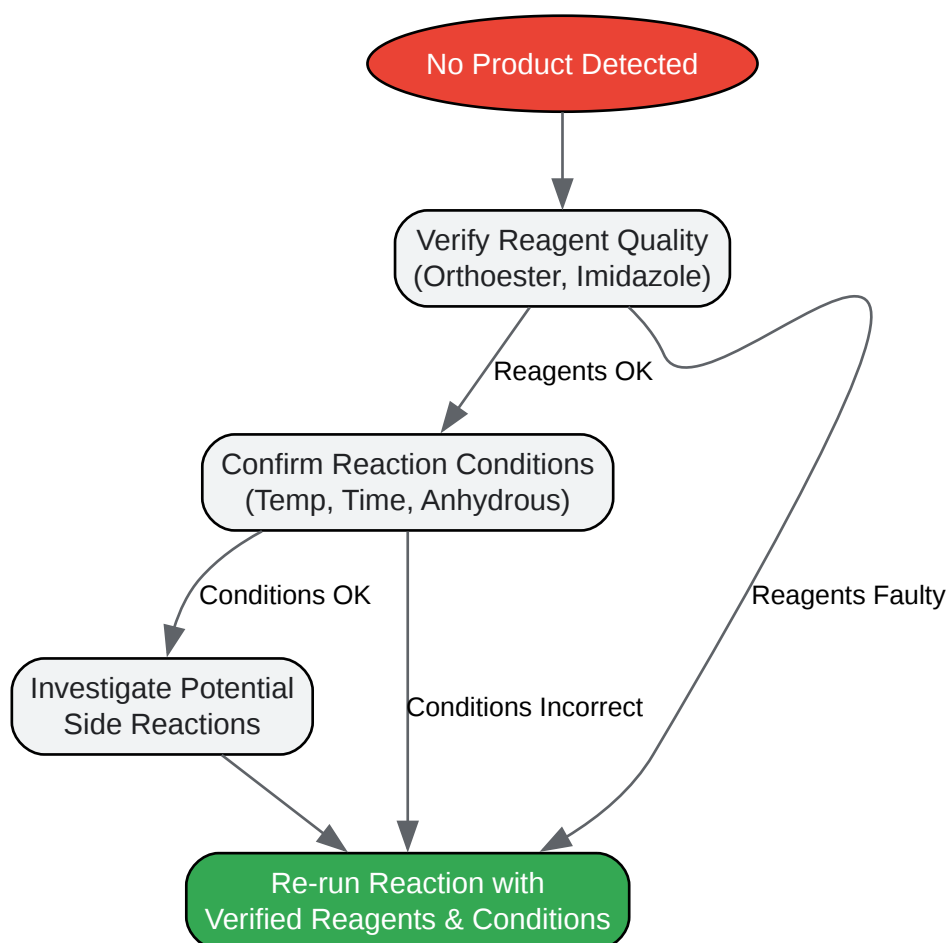 No Product Detected
Verify Reagent Quality
(Orthoester, Imidazole)
Reagents OK
Confirm Reaction Conditions
(Temp, Time, Anhydrous)
Conditions OK
Reagents Faulty
Investigate Potential
Side Reactions
Conditions Incorrect
Re-run Reaction with
Verified Reagents & Conditions